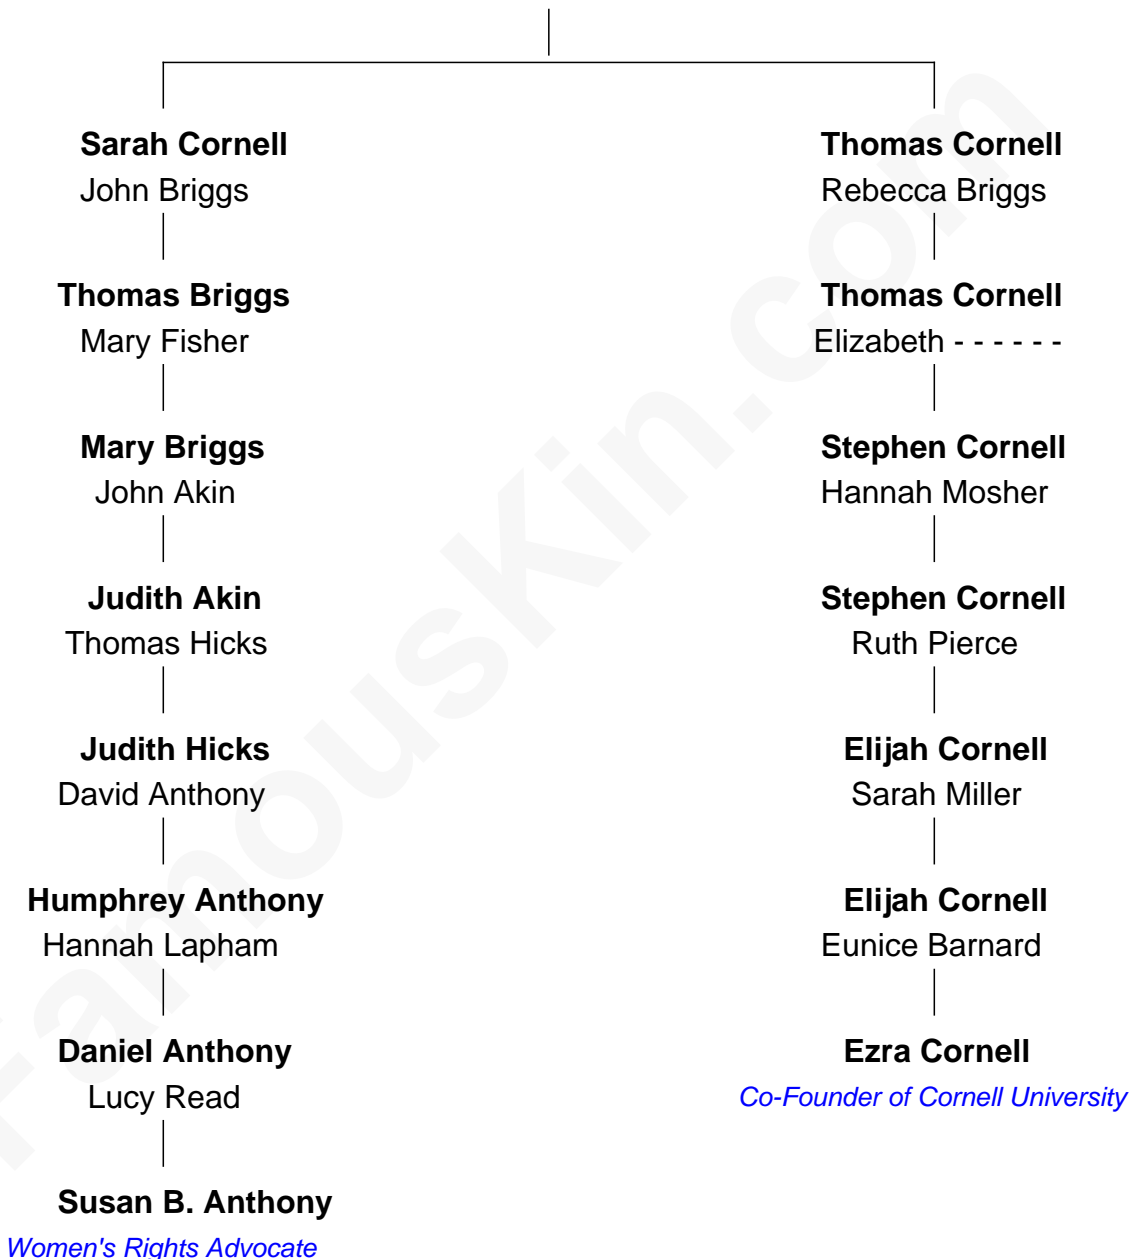 Sarah Cornell
John Briggs
Thomas Briggs
Mary Fisher
Mary Briggs
John Akin
Judith Akin
Thomas Hicks
Judith Hicks
David Anthony
Humphrey Anthony
Hannah Lapham
Daniel Anthony
Lucy Read
Susan B. Anthony
Women's Rights Advocate
Thomas Cornell
Rebecca Briggs
Thomas Cornell
Elizabeth - - - - - -
Stephen Cornell
Hannah Mosher
Stephen Cornell
Ruth Pierce
Elijah Cornell
Sarah Miller
Elijah Cornell
Eunice Barnard
Ezra Cornell
Co-Founder of Cornell University
FamousKin.com